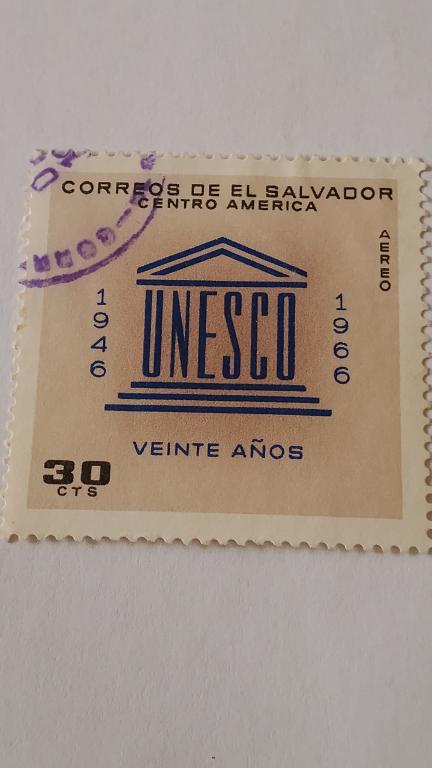 CORREOS DE EL SALVADOR
CENTRO AMERICA
AEREO
1946
UNESCO
1966
VEINTE AÑOS
30
CTS